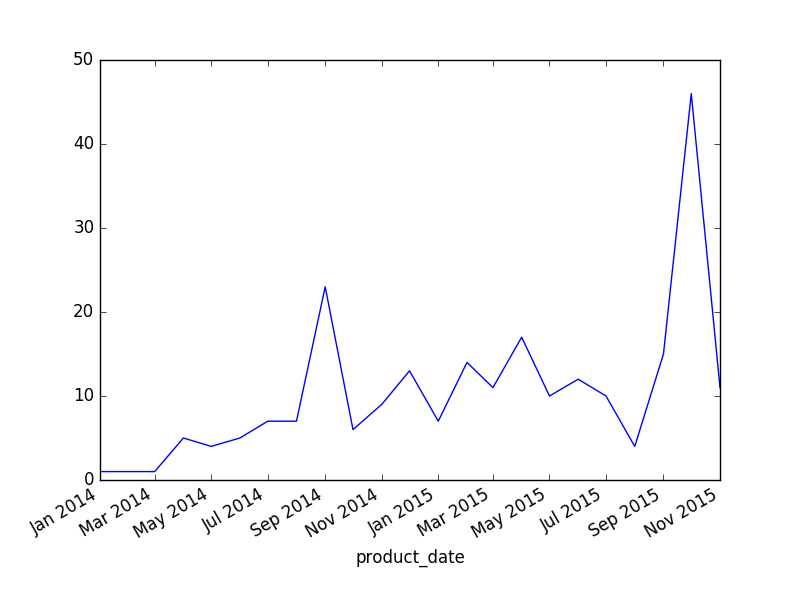 50
40
30
20
10
0
Jan 2014
Mar 2014
May 2014
Jul 2014
Sep 2014
Nov 2014
Jan 2015
Mar 2015
May 2015
Jul 2015
Sep 2015
Nov 2015
product_date